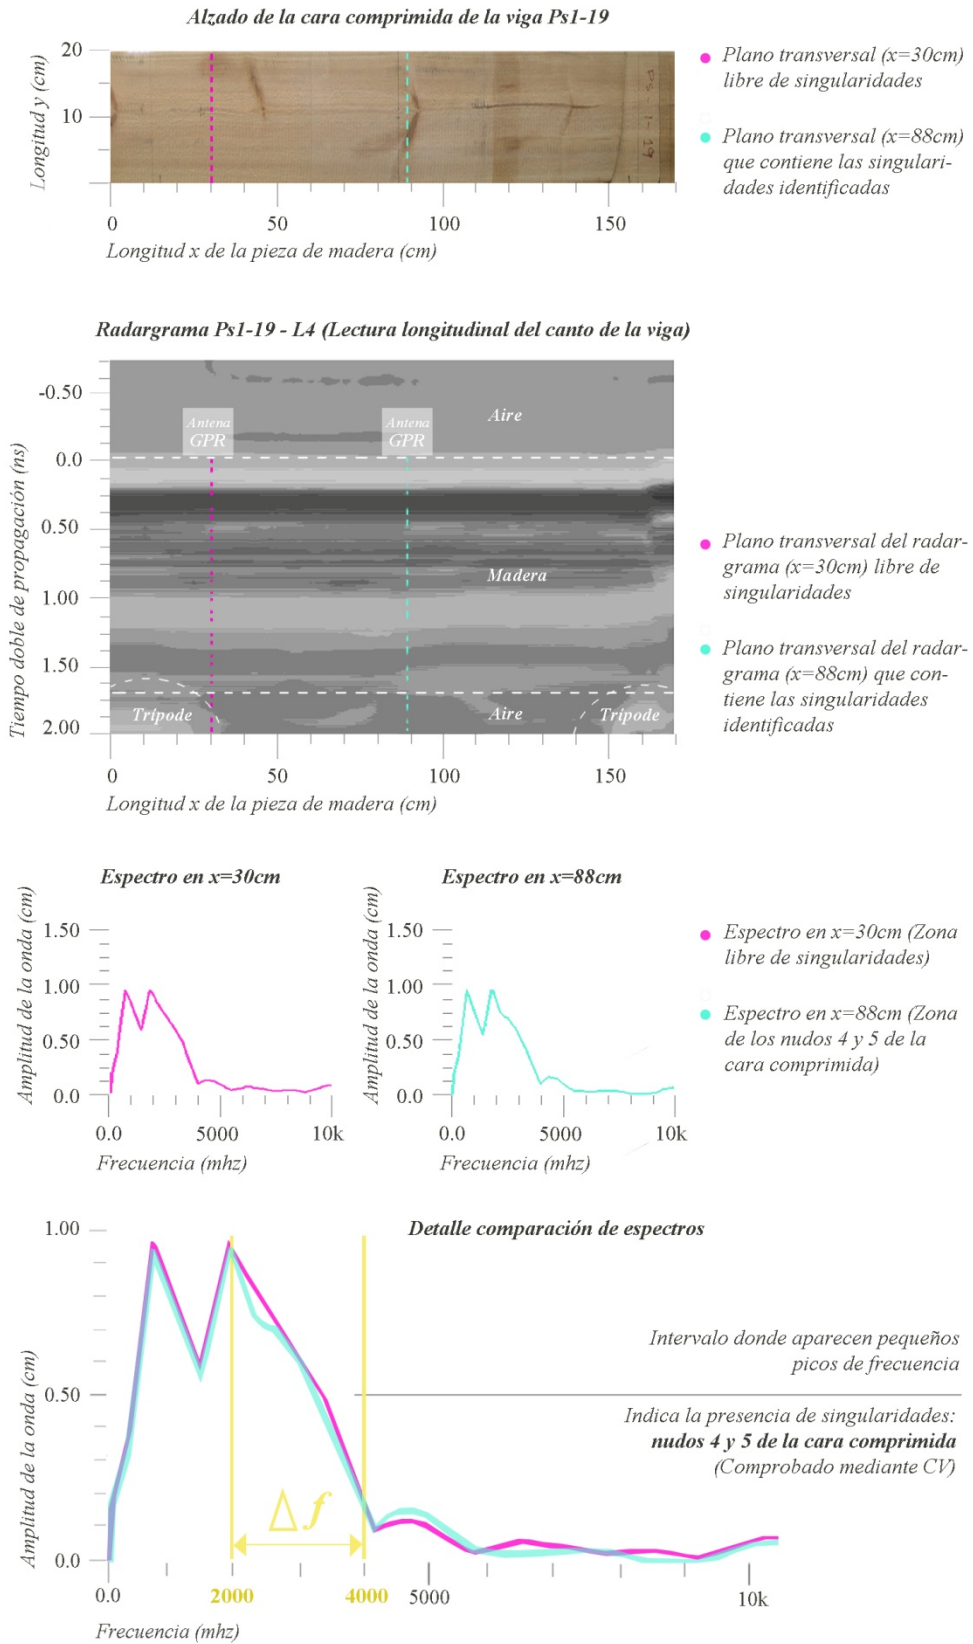 Alzado de la cara comprimida de la viga Ps1-19
Longitud y (cm)
20
10
0
50
100
150
Longitud x de la pieza de madera (cm)
Plano transversal (x=30cm)
libre de singularidades
Plano transversal (x=88cm)
que contiene las singulari-
dades identificadas
Radargrama Ps1-19 - L4 (Lectura longitudinal del canto de la viga)
Tiempo doble de propagación (ns)
-0.50
0.0
0.50
1.00
1.50
2.00
Aire
Antena
GPR
Antena
GPR
Madera
Trípode
Aire
Trípode
0
50
100
150
Longitud x de la pieza de madera (cm)
Plano transversal del radar-
grama (x=30cm) libre de
singularidades
Plano transversal del radar-
grama (x=88cm) que con-
tiene las singularidades
identificadas
Espectro en x=30cm
Amplitud de la onda (cm)
1.50
1.00
0.50
0.0
0.0
5000
10k
Frecuencia (mhz)
Espectro en x=88cm
Amplitud de la onda (cm)
1.50
1.00
0.50
0.0
0.0
5000
10k
Frecuencia (mhz)
Espectro en x=30cm (Zona
libre de singularidades)
Espectro en x=88cm (Zona
de los nudos 4 y 5 de la
cara comprimida)
Detalle comparación de espectros
Amplitud de la onda (cm)
1.00
0.50
0.0
Intervalo donde aparecen pequeños
picos de frecuencia
Indica la presencia de singularidades:
nudos 4 y 5 de la cara comprimida
(Comprobado mediante CV)
Δ f
0.0
2000
4000
5000
10k
Frecuencia (mhz)